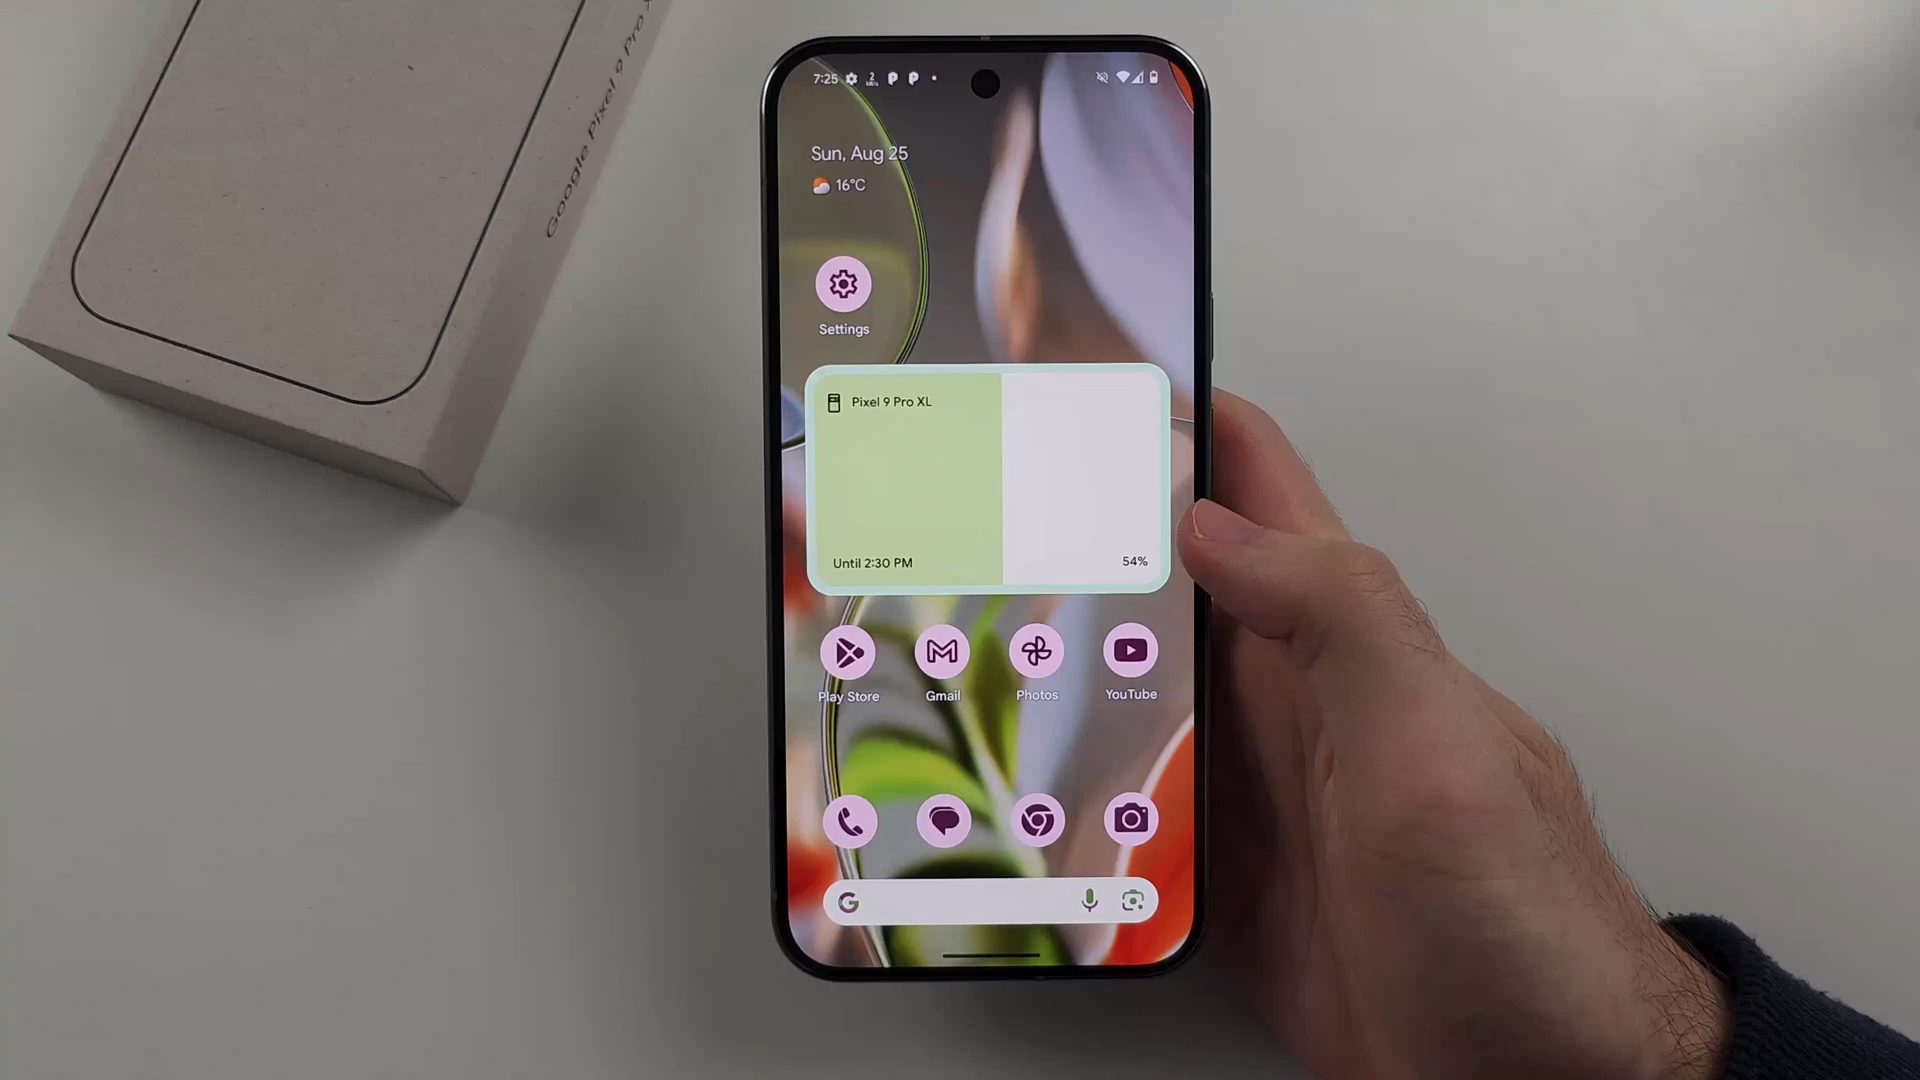 Google Pixel 9 Pro
7:25
2
Sun, Aug 25
16°C
Settings
Pixel 9 Pro XL
Until 2:30 PM
54%
Play Store
Gmail
Photos
YouTube
G